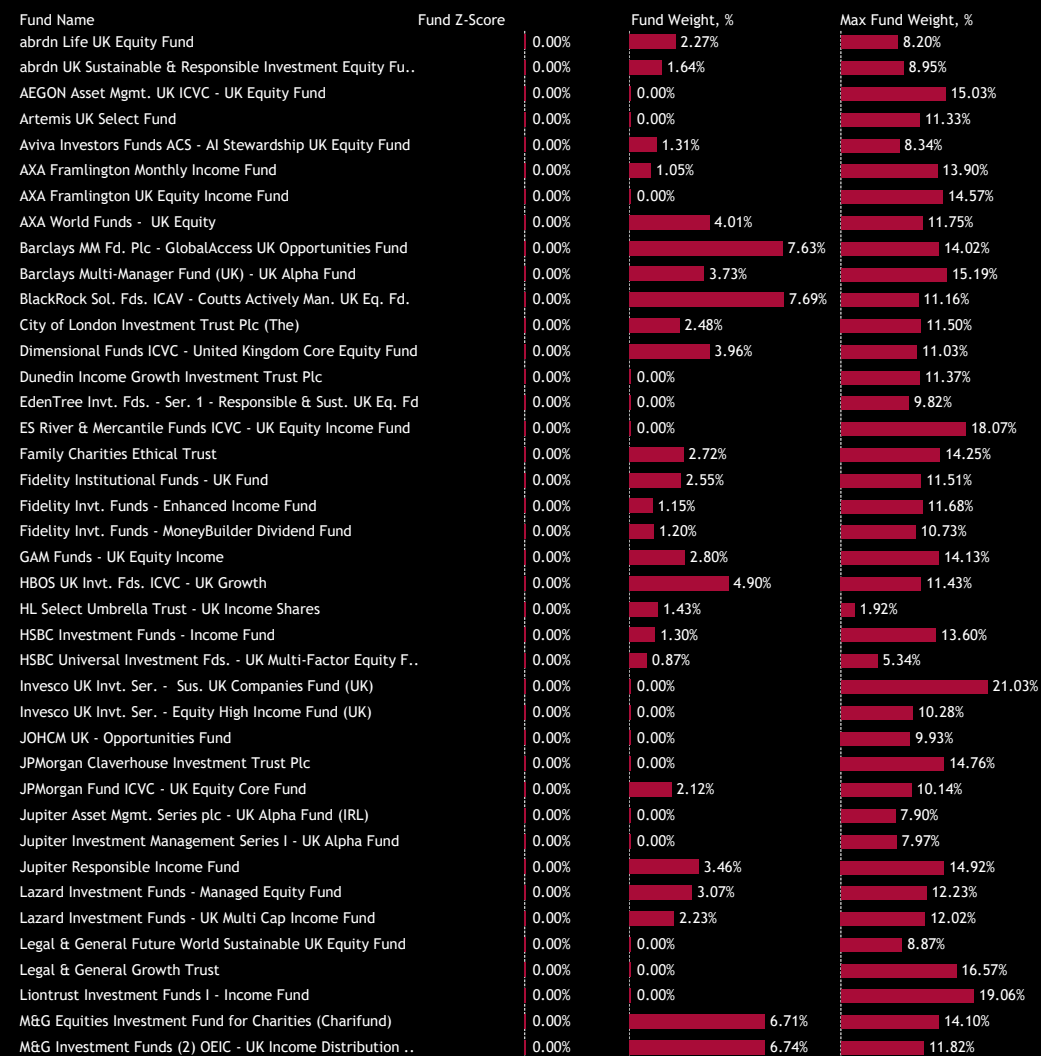 Fund Name Fund Z-Score Fund Weight, % Max Fund Weight, %
abrdn Life UK Equity Fund 0.00% 2.27% 8.20%
abrdn UK Sustainable & Responsible Investment Equity Fu.. 0.00% 1.64% 8.95%
AEGON Asset Mgmt. UK ICVC - UK Equity Fund 0.00% 0.00% 15.03%
Artemis UK Select Fund 0.00% 0.00% 11.33%
Aviva Investors Funds ACS - AI Stewardship UK Equity Fund 0.00% 1.31% 8.34%
AXA Framlington Monthly Income Fund 0.00% 1.05% 13.90%
AXA Framlington UK Equity Income Fund 0.00% 0.00% 14.57%
AXA World Funds - UK Equity 0.00% 4.01% 11.75%
Barclays MM Fd. Plc - GlobalAccess UK Opportunities Fund 0.00% 7.63% 14.02%
Barclays Multi-Manager Fund (UK) - UK Alpha Fund 0.00% 3.73% 15.19%
BlackRock Sol. Fds. ICAV - Coutts Actively Man. UK Eq. Fd. 0.00% 7.69% 11.16%
City of London Investment Trust Plc (The) 0.00% 2.48% 11.50%
Dimensional Funds ICVC - United Kingdom Core Equity Fund 0.00% 3.96% 11.03%
Dunedin Income Growth Investment Trust Plc 0.00% 0.00% 11.37%
EdenTree Invt. Fds. - Ser. 1 - Responsible & Sust. UK Eq. Fd 0.00% 0.00% 9.82%
ES River & Mercantile Funds ICVC - UK Equity Income Fund 0.00% 0.00% 18.07%
Family Charities Ethical Trust 0.00% 2.72% 14.25%
Fidelity Institutional Funds - UK Fund 0.00% 2.55% 11.51%
Fidelity Invt. Funds - Enhanced Income Fund 0.00% 1.15% 11.68%
Fidelity Invt. Funds - MoneyBuilder Dividend Fund 0.00% 1.20% 10.73%
GAM Funds - UK Equity Income 0.00% 2.80% 14.13%
HBOS UK Invt. Fds. ICVC - UK Growth 0.00% 4.90% 11.43%
HL Select Umbrella Trust - UK Income Shares 0.00% 1.43% 1.92%
HSBC Investment Funds - Income Fund 0.00% 1.30% 13.60%
HSBC Universal Investment Fds. - UK Multi-Factor Equity F.. 0.00% 0.87% 5.34%
Invesco UK Invt. Ser. - Sus. UK Companies Fund (UK) 0.00% 0.00% 21.03%
Invesco UK Invt. Ser. - Equity High Income Fund (UK) 0.00% 0.00% 10.28%
JOHCM UK - Opportunities Fund 0.00% 0.00% 9.93%
JPMorgan Claverhouse Investment Trust Plc 0.00% 0.00% 14.76%
JPMorgan Fund ICVC - UK Equity Core Fund 0.00% 2.12% 10.14%
Jupiter Asset Mgmt. Series plc - UK Alpha Fund (IRL) 0.00% 0.00% 7.90%
Jupiter Investment Management Series I - UK Alpha Fund 0.00% 0.00% 7.97%
Jupiter Responsible Income Fund 0.00% 3.46% 14.92%
Lazard Investment Funds - Managed Equity Fund 0.00% 3.07% 12.23%
Lazard Investment Funds - UK Multi Cap Income Fund 0.00% 2.23% 12.02%
Legal & General Future World Sustainable UK Equity Fund 0.00% 0.00% 8.87%
Legal & General Growth Trust 0.00% 0.00% 16.57%
Liontrust Investment Funds I - Income Fund 0.00% 0.00% 19.06%
M&G Equities Investment Fund for Charities (Charifund) 0.00% 6.71% 14.10%
M&G Investment Funds (2) OEIC - UK Income Distribution .. 0.00% 6.74% 11.82%